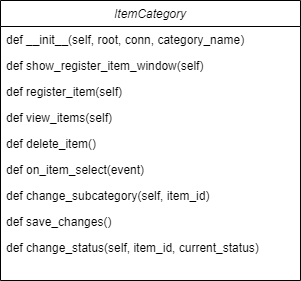 ItemCategory
def __init__(self, root, conn, category_name)
def show_register_item_window(self)
def register_item(self)
def view_items(self)
def delete_item()
def on_item_select(event)
def change_subcategory(self, item_id)
def save_changes()
def change_status(self, item_id, current_status)